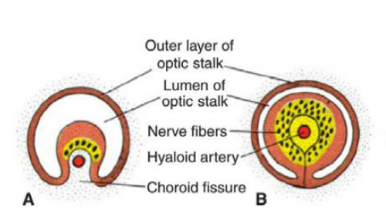 Outer layer of
optic stalk
Lumen of
optic stalk
Nerve fibers
Hyaloid artery
Choroid fissure
A
B